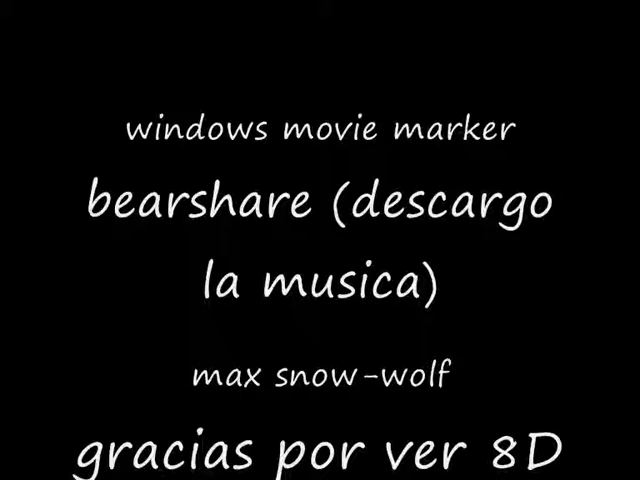 windows movie marker
bearshare (descargo
la musica)
max snow-wolf
gracias por ver 8D